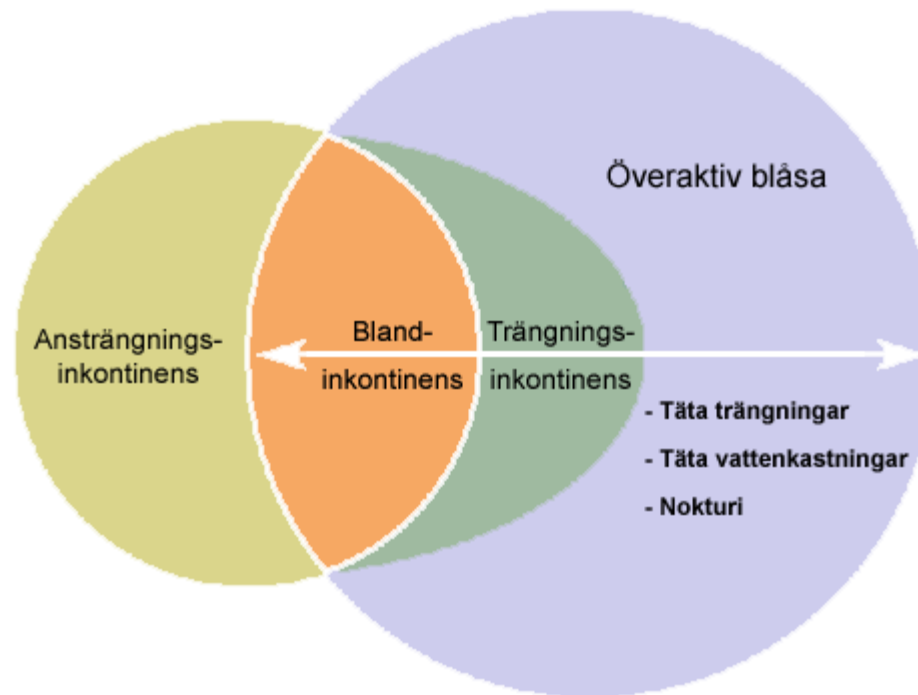 Överaktiv blåsa
Ansträngnings-
inkontinens
Bland-
inkontinens
Trängnings-
inkontinens
- Täta trängningar
- Täta vattenkastningar
- Nokturi